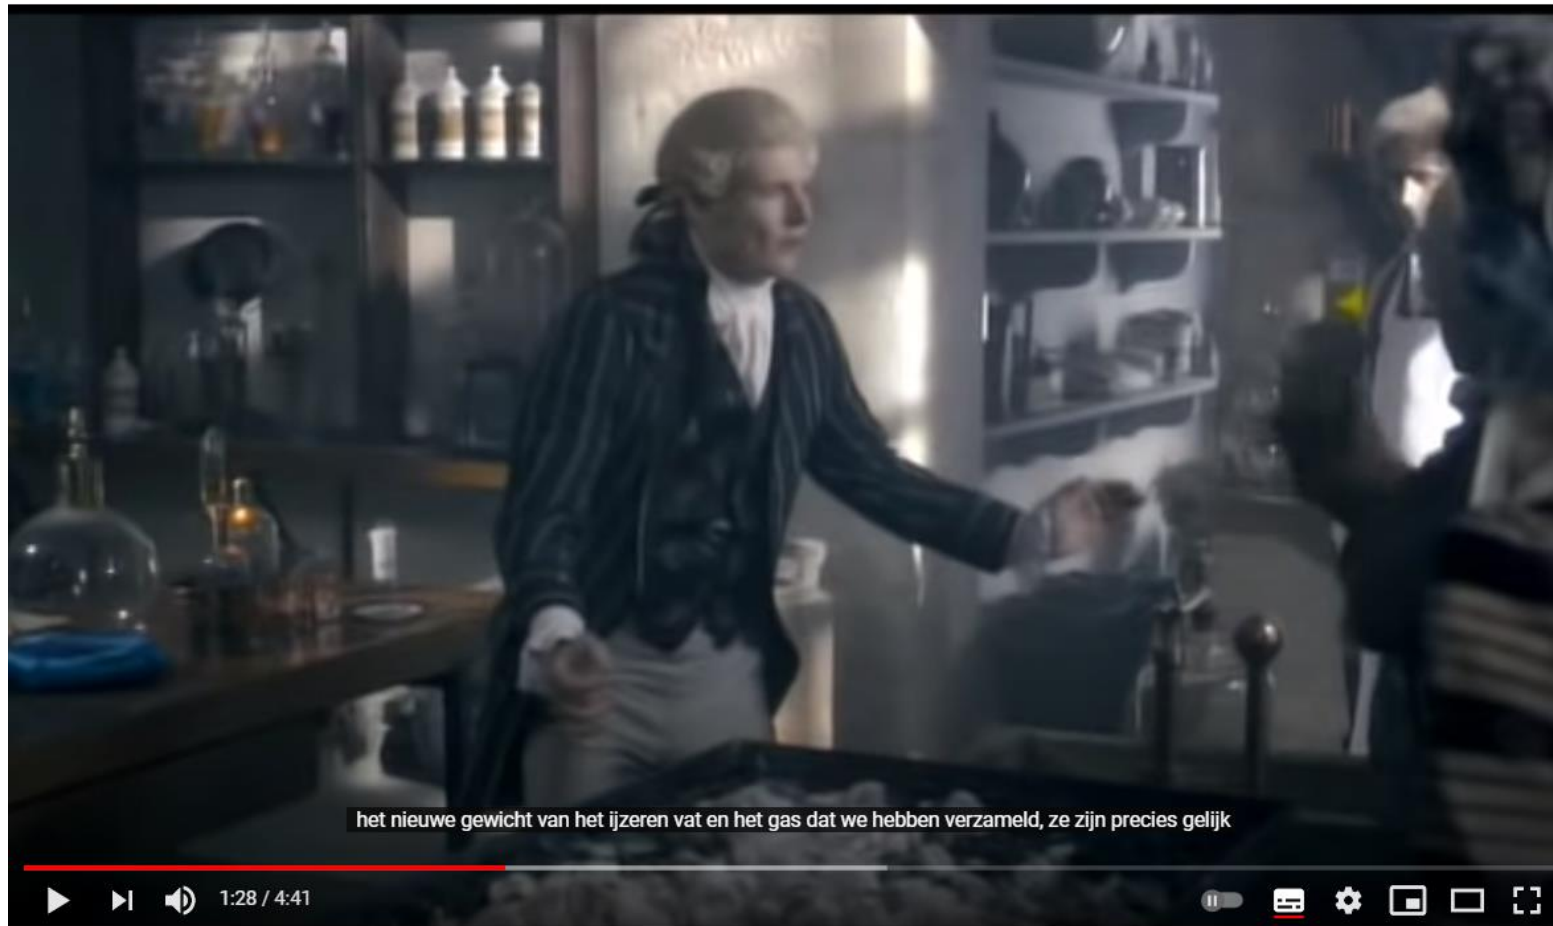 het nieuwe gewicht van het ijzeren vat en het gas dat we hebben verzameld, ze zijn precies gelijk
1:28 / 4:41